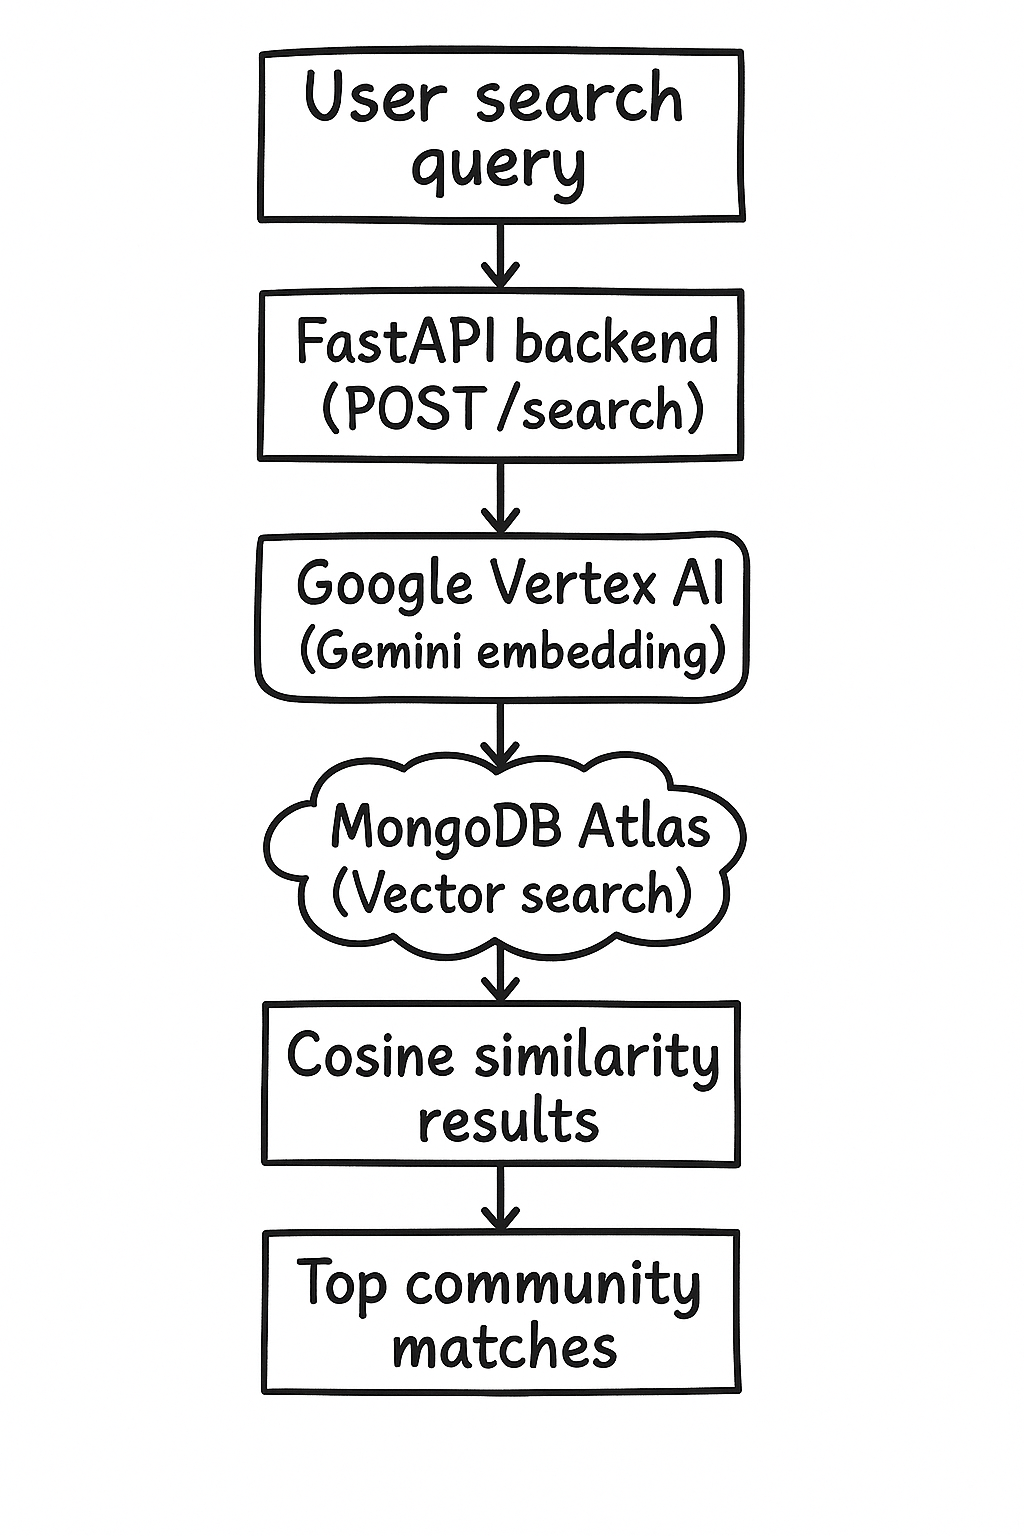 User search
query
FastAPI backend
(POST /search)
Google Vertex AI
(Gemini embedding)
MongoDB Atlas
(Vector search)
Cosine similarity
results
Top community
matches